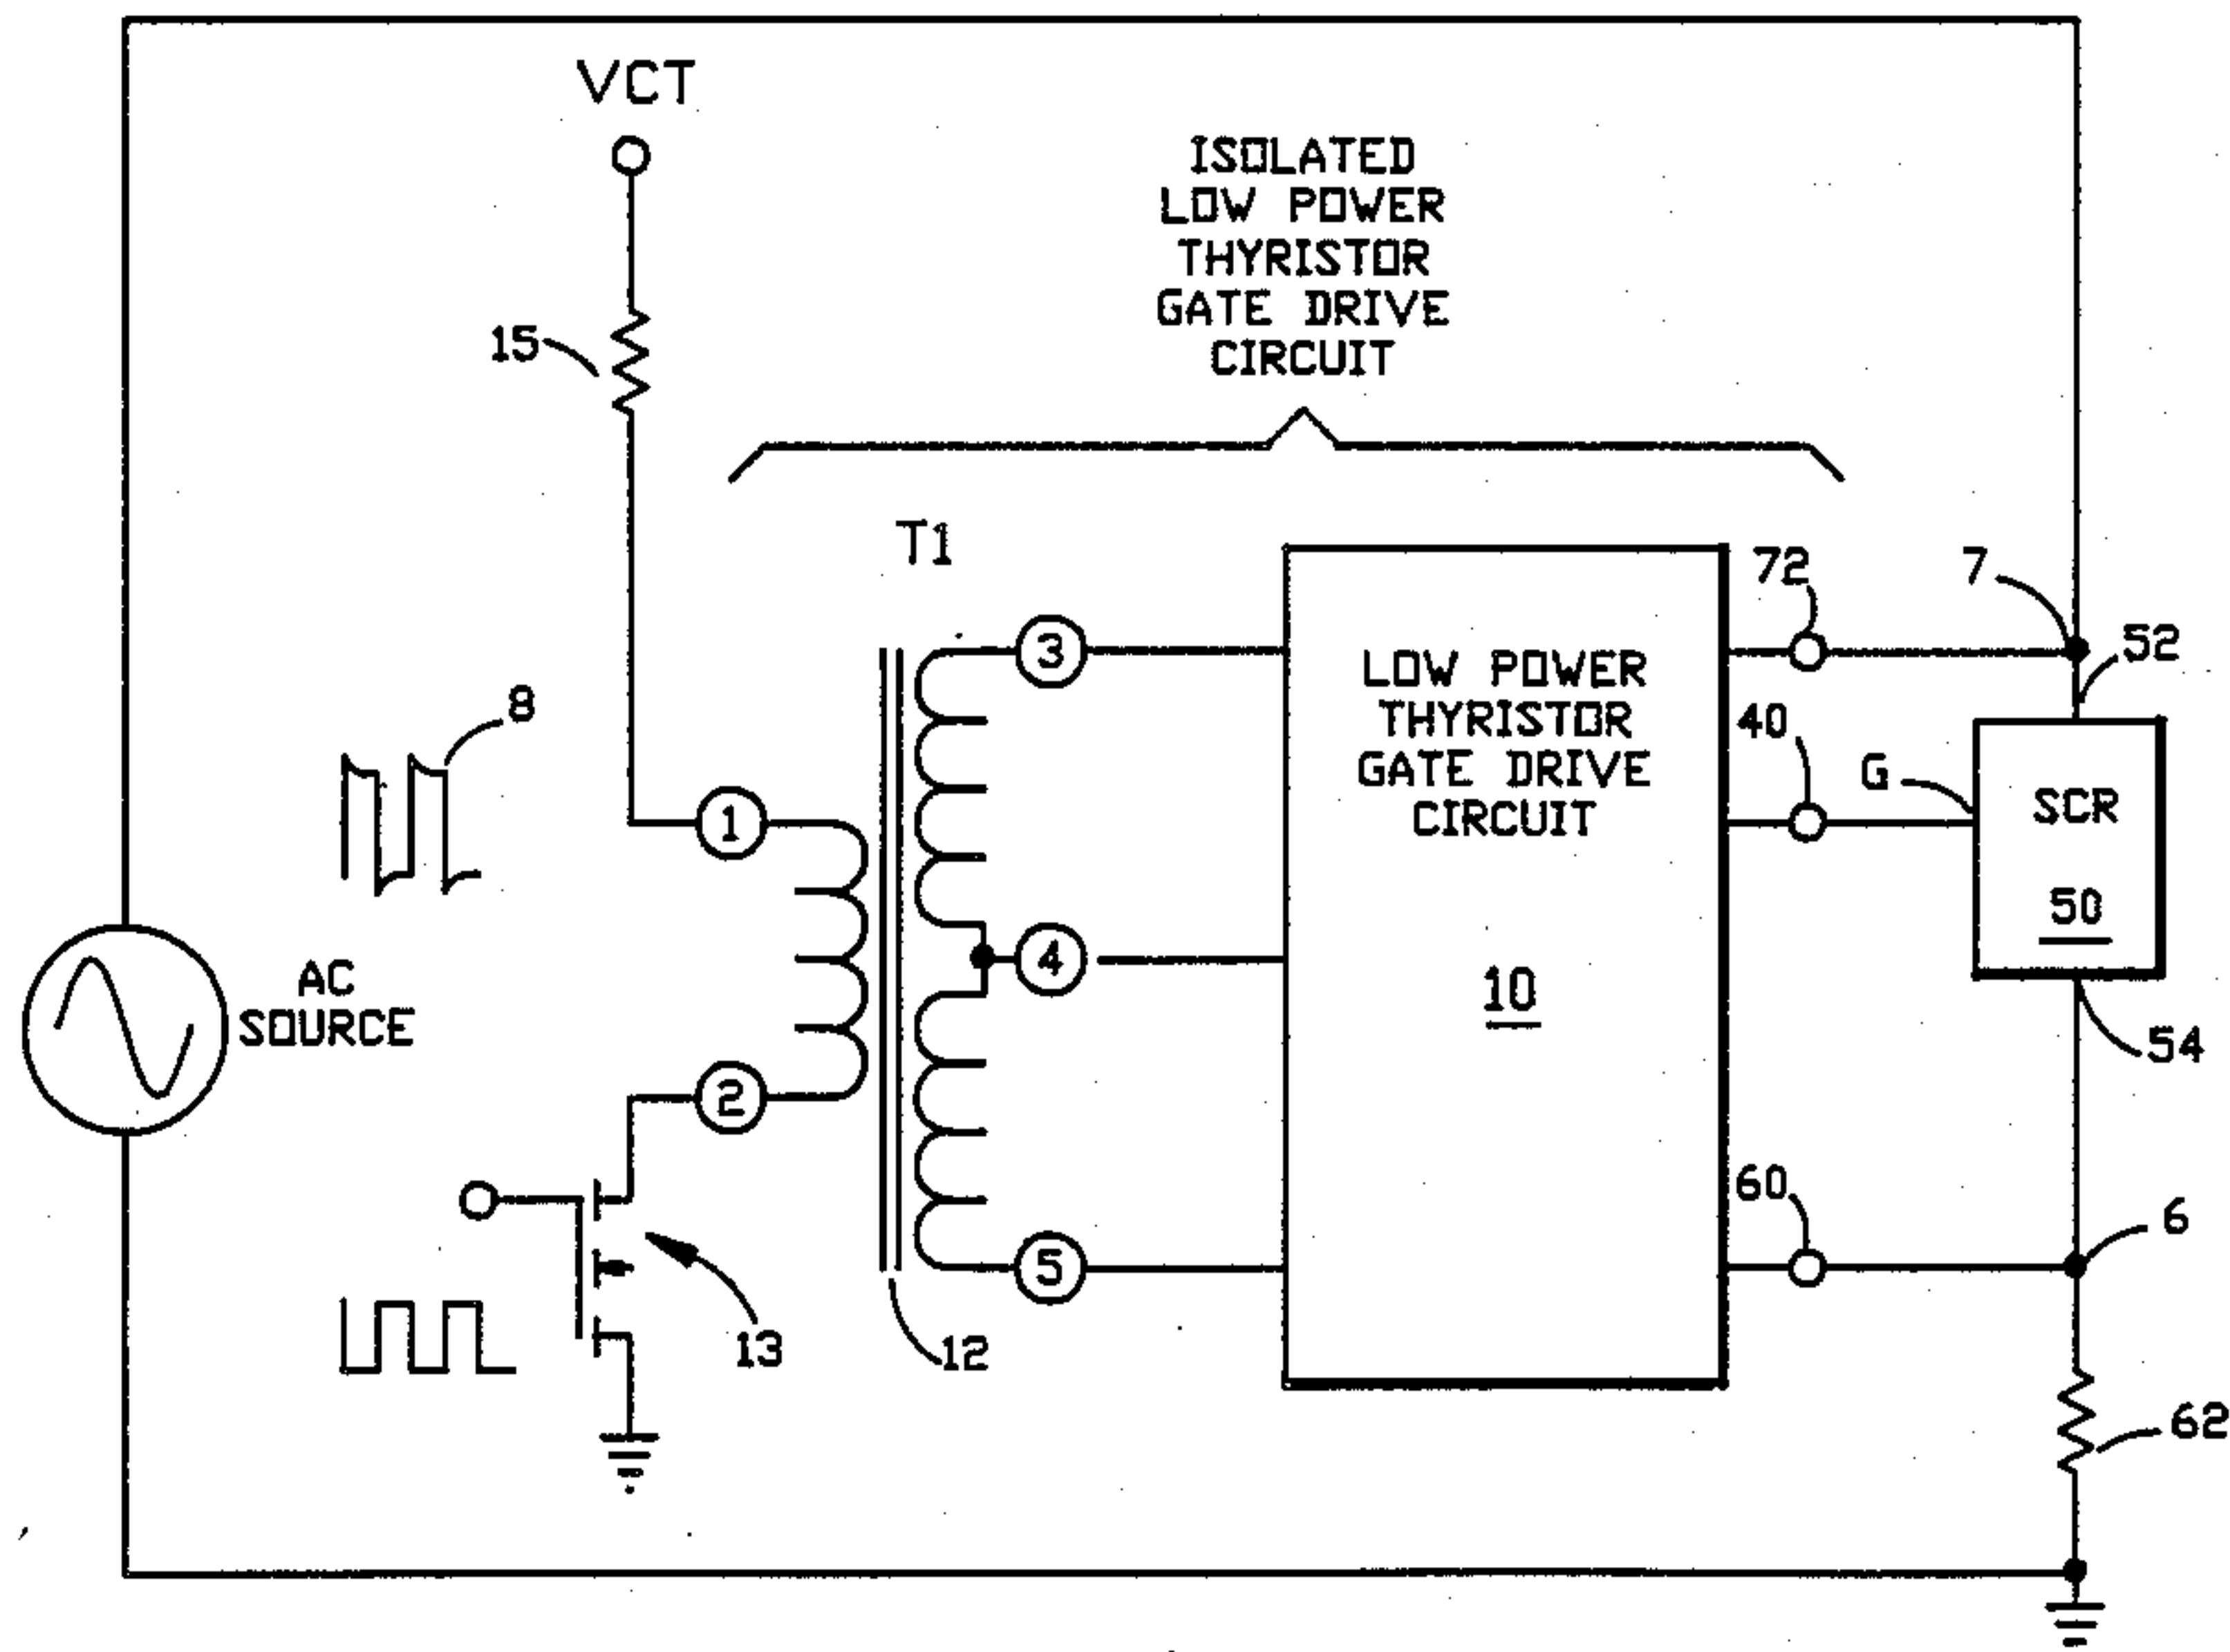 VCT
ISOLATED
LOW POWER
THYRISTOR
GATE DRIVE
CIRCUIT
15
T1
72
7
52
3
LOW POWER
THYRISTOR
GATE DRIVE
CIRCUIT
10
40
G
SCR
50
8
1
4
AC
SOURCE
54
2
60
6
5
13
12
62